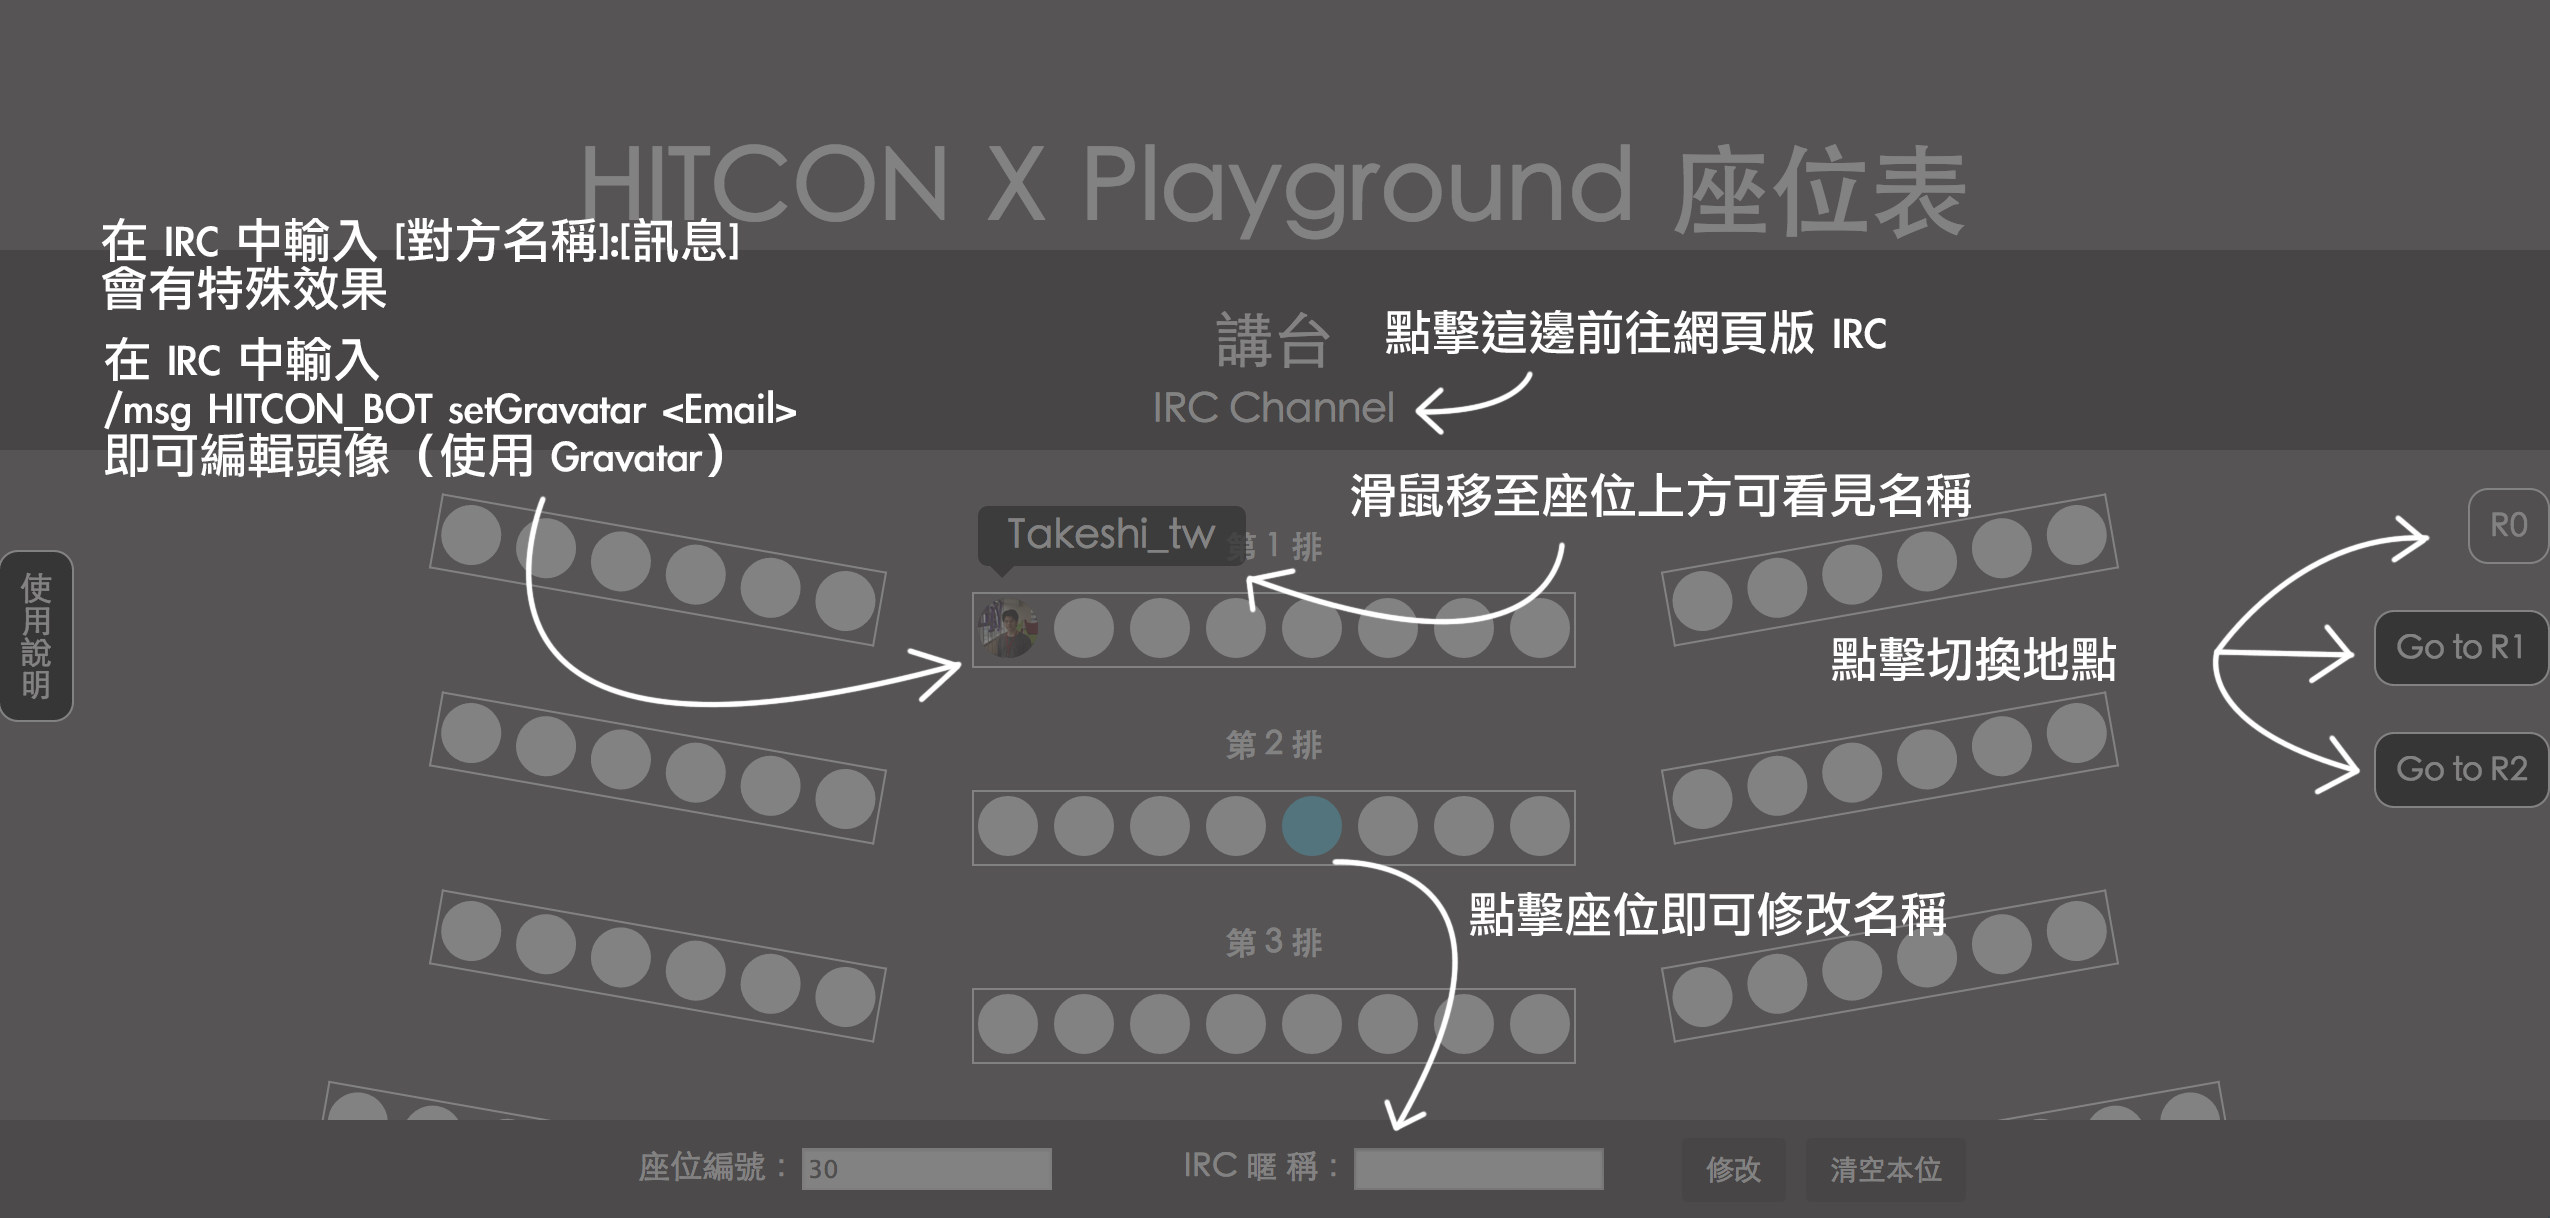 HITCON X Playground 座位表
在 IRC 中輸入 [對方名稱]:[訊息]
會有特殊效果
在 IRC 中輸入
/msg HITCON_BOT setGravatar <Email>
即可編輯頭像（使用 Gravatar）
講台
點擊這邊前往網頁版 IRC
IRC Channel
滑鼠移至座位上方可看見名稱
Takeshi_tw
第 1 排
R0
使用說明
點擊切換地點
Go to R1
第 2 排
Go to R2
點擊座位即可修改名稱
第 3 排
座位編號： 30
IRC 暱 稱：
修改
清空本位